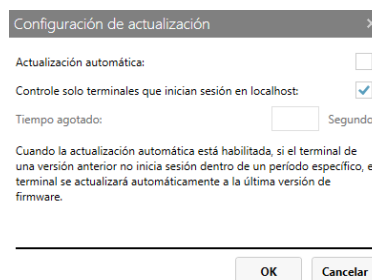 Configuración de actualización
Actualización automática:
Controle solo terminales que inician sesión en localhost:
Tiempo agotado: Segundo
Cuando la actualización automática está habilitada, si el terminal de
una versión anterior no inicia sesión dentro de un período específico, e
terminal se actualizará automáticamente a la última versión de
firmware.
OK Cancelar